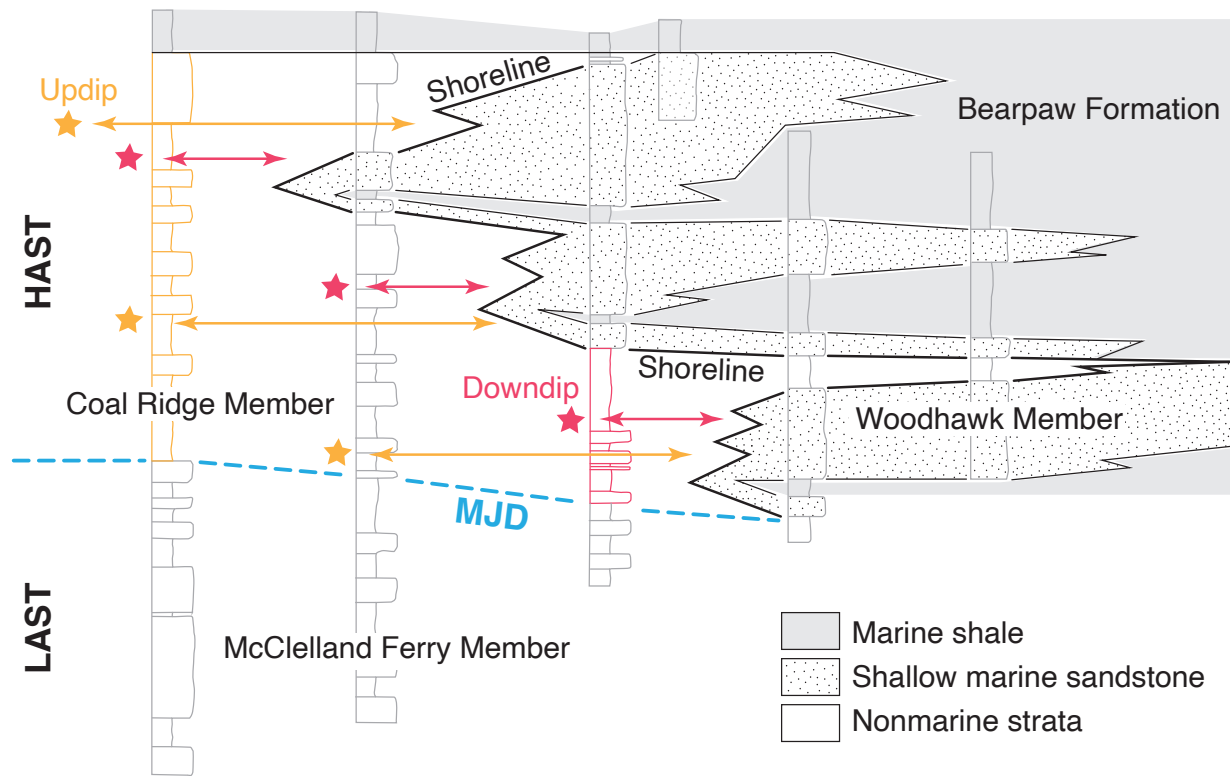 Updip
Shoreline
Bearpaw Formation
HAST
Shoreline
Downdip
Coal Ridge Member
Woodhawk Member
MJD
LAST
McClelland Ferry Member
Marine shale
Shallow marine sandstone
Nonmarine strata